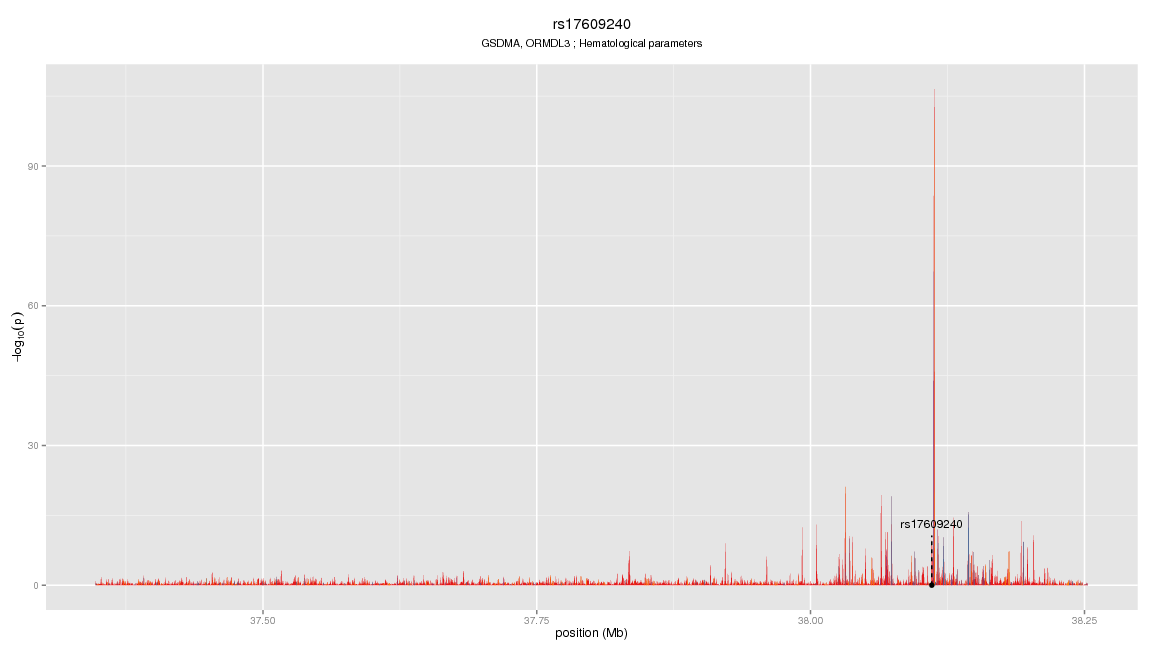 rs17609240
GSDMA, ORMDL3 ; Hematological parameters
90
60
30
0
−log10(p)
rs17609240
37.50
37.75
38.00
38.25
position (Mb)